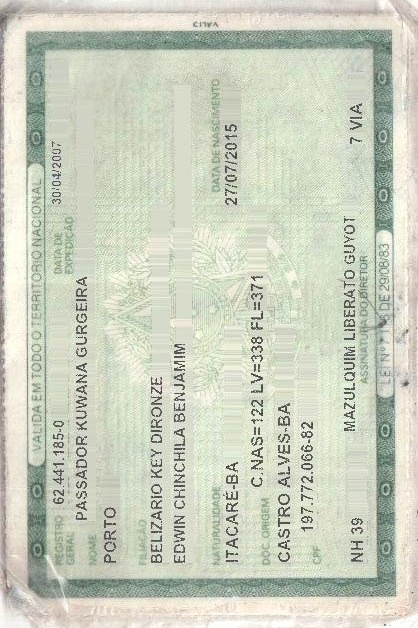 VÁLIDA EM TODO O TERRITÓRIO NACIONAL
REGISTRO GERAL 62.441.185-0 DATA DE EXPEDIÇÃO 30/04/2007
NOME PASSADOR KUWANA GURGEIRA
PORTO
FILIAÇÃO
BELIZARIO KEY DIRONZE
EDWIN CHINCHILA BENJAMIM
NATURALIDADE DATA DE NASCIMENTO
ITACARÉ-BA 27/07/2015
DOC ORIGEM C.NAS=122 LV=338 FL=371
CASTRO ALVES-BA
CPF 197.772.066-82
NH 39 MAZULQUIM LIBERATO GUYOT 7 VIA
ASSINATURA DO DIRETOR
LEI Nº DE 29/08/83